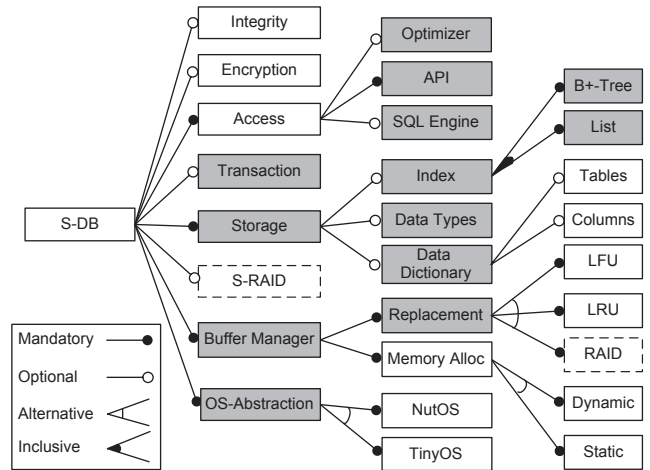 Integrity
Optimizer
Encryption
API
B+-Tree
Access
SQL Engine
List
Transaction
Index
Tables
S-DB
Storage
Data Types
Columns
S-RAID
Data
Dictionary
LFU
Mandatory
Buffer Manager
Replacement
LRU
Optional
Memory Alloc
RAID
Alternative
OS-Abstraction
NutOS
Dynamic
Inclusive
TinyOS
Static